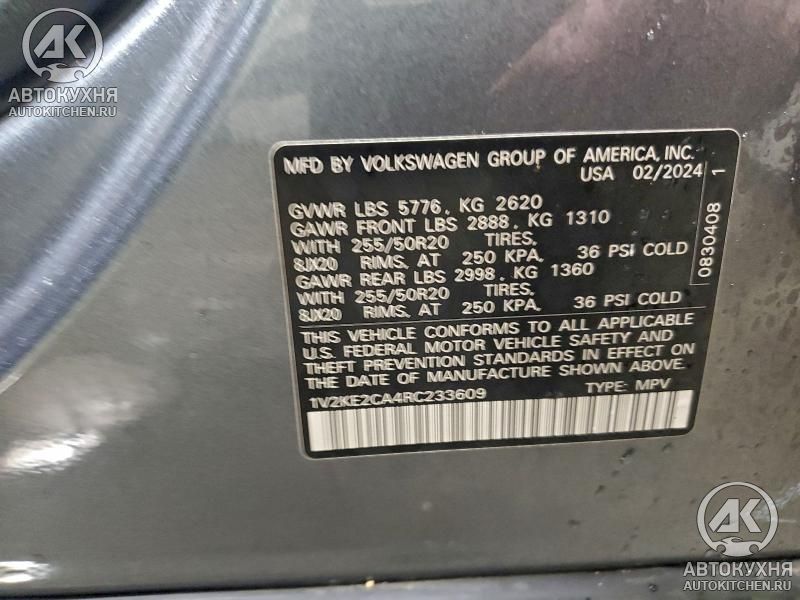 АВТОКУХНЯ
AUTOKITCHEN.RU
MFD BY VOLKSWAGEN GROUP OF AMERICA, INC.
USA 02/2024
1
0830408
GVWR LBS 5776. KG 2620
GAWR FRONT LBS 2888. KG 1310
WITH 255/50R20 TIRES,
8JX20 RIMS, AT 250 KPA, 36 PSI COLD
GAWR REAR LBS 2998. KG 1360
WITH 255/50R20 TIRES,
8JX20 RIMS, AT 250 KPA, 36 PSI COLD
THIS VEHICLE CONFORMS TO ALL APPLICABLE
U.S. FEDERAL MOTOR VEHICLE SAFETY AND
THEFT PREVENTION STANDARDS IN EFFECT ON
THE DATE OF MANUFACTURE SHOWN ABOVE.
1V2KE2CA4RC233609 TYPE: MPV
АВТОКУХНЯ
AUTOKITCHEN.RU